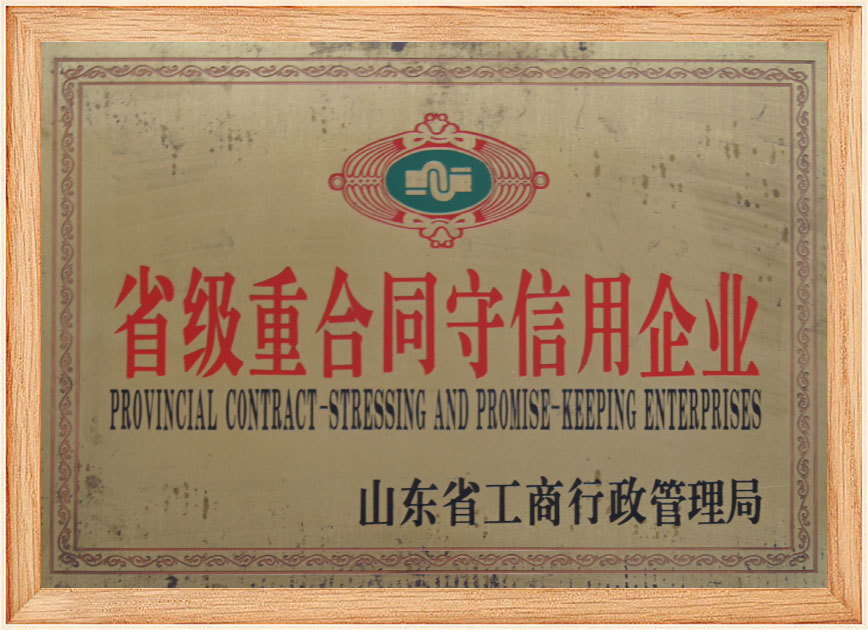 省级重合同守信用企业
PROVINCIAL CONTRACT-STRESSING AND PROMISE-KEEPING ENTERPRISES
山东省工商行政管理局